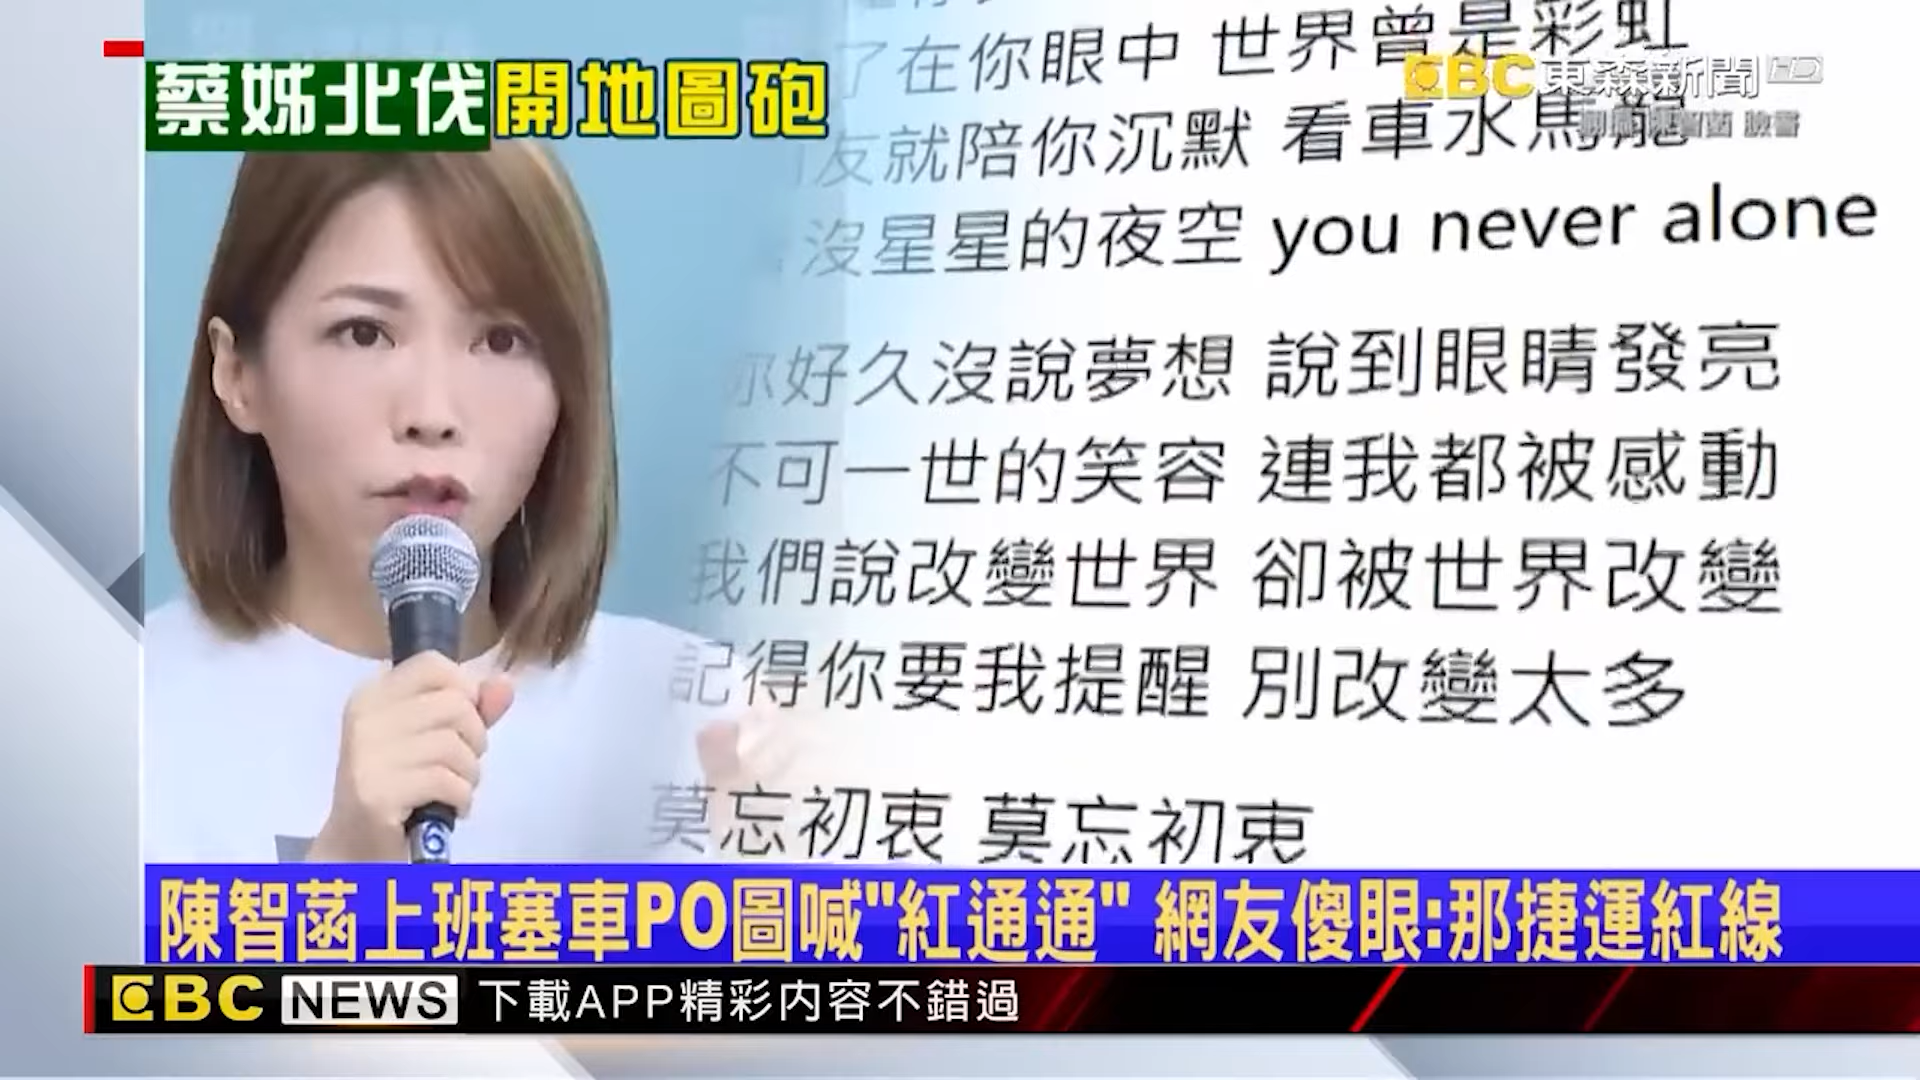 蔡姊北伐 開地圖砲
EBC 東森新聞 HD
了在你眼中 世界曾是彩虹
友就陪你沉默 看車水馬龍
沒星星的夜空 you never alone
你好久沒說夢想 說到眼睛發亮
不可一世的笑容 連我都被感動
我們說改變世界 卻被世界改變
記得你要我提醒 別改變太多
莫忘初衷 莫忘初衷
6
陳智菡上班塞車PO圖喊"紅通通" 網友傻眼:那捷運紅線
EBC NEWS 下載APP精彩內容不錯過